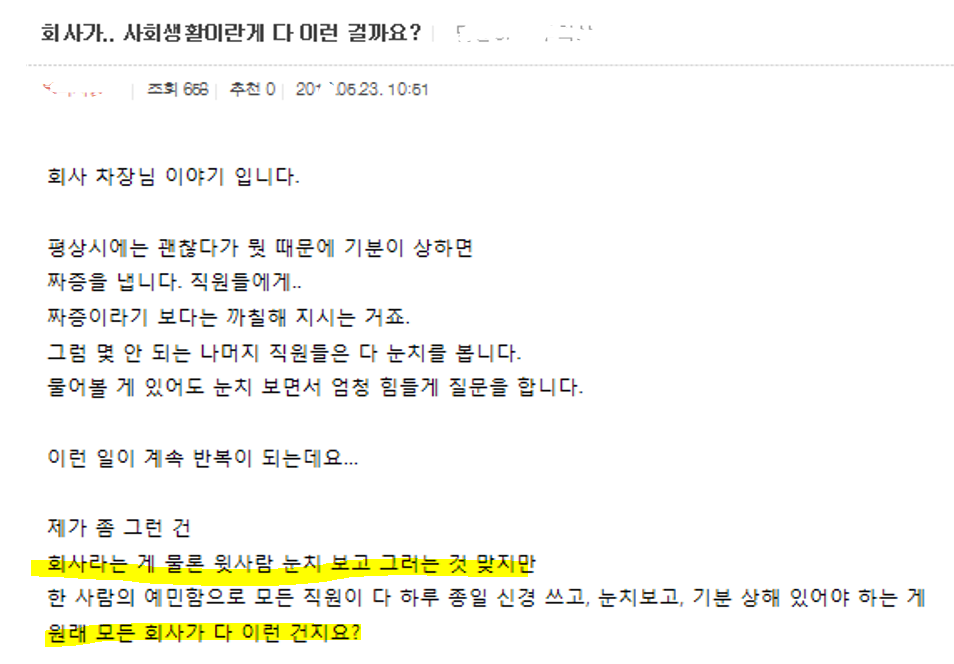 회사가.. 사회생활이란게 다 이런 걸까요?
조회 668 | 추천 0 | 05.23. 10:51
회사 차장님 이야기 입니다.
평상시에는 괜찮다가 뭣 때문에 기분이 상하면
짜증을 냅니다. 직원들에게..
짜증이라기 보다는 까칠해 지시는 거죠.
그럼 몇 안 되는 나머지 직원들은 다 눈치를 봅니다.
물어볼 게 있어도 눈치 보면서 엄청 힘들게 질문을 합니다.
이런 일이 계속 반복이 되는데요...
제가 좀 그런 건
회사라는 게 물론 윗사람 눈치 보고 그러는 것 맞지만
한 사람의 예민함으로 모든 직원이 다 하루 종일 신경 쓰고, 눈치보고, 기분 상해 있어야 하는 게
원래 모든 회사가 다 이런 건지요?